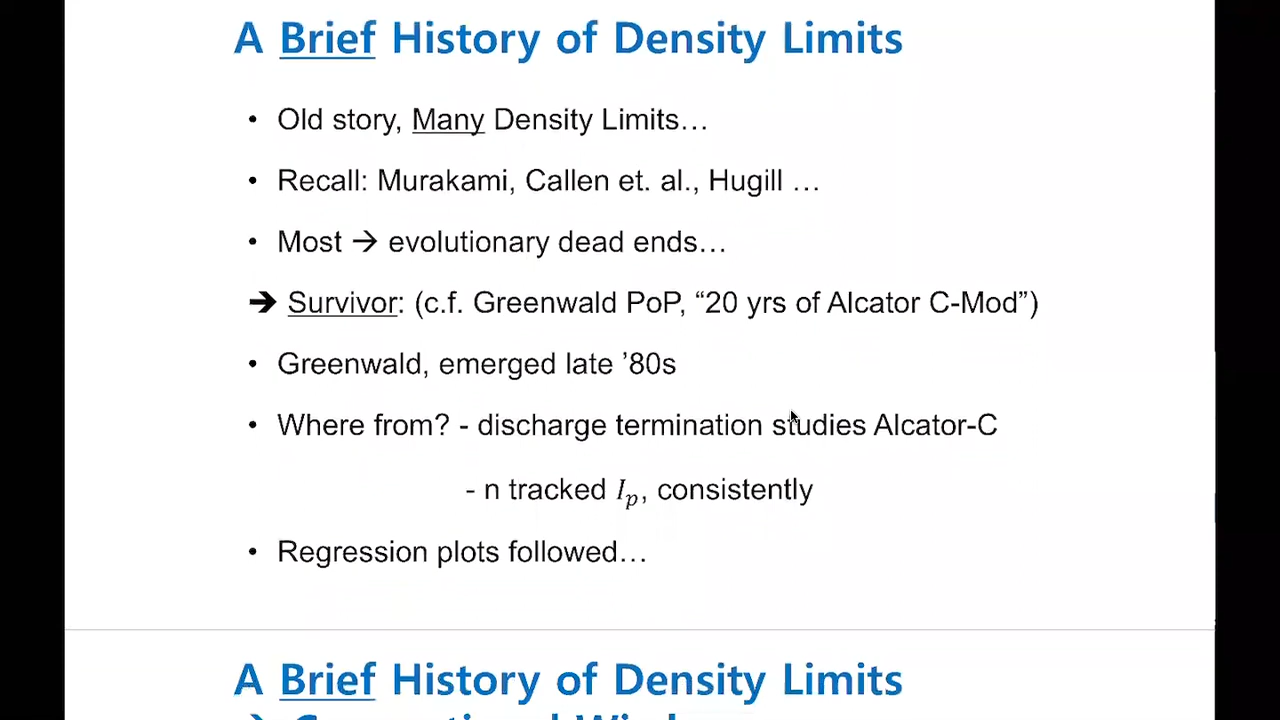 A Brief History of Density Limits
• Old story, Many Density Limits…
• Recall: Murakami, Callen et. al., Hugill …
• Most → evolutionary dead ends…
➔ Survivor: (c.f. Greenwald PoP, “20 yrs of Alcator C-Mod”)
• Greenwald, emerged late ’80s
• Where from? - discharge termination studies Alcator-C
- n tracked I_p, consistently
• Regression plots followed…
A Brief History of Density Limits